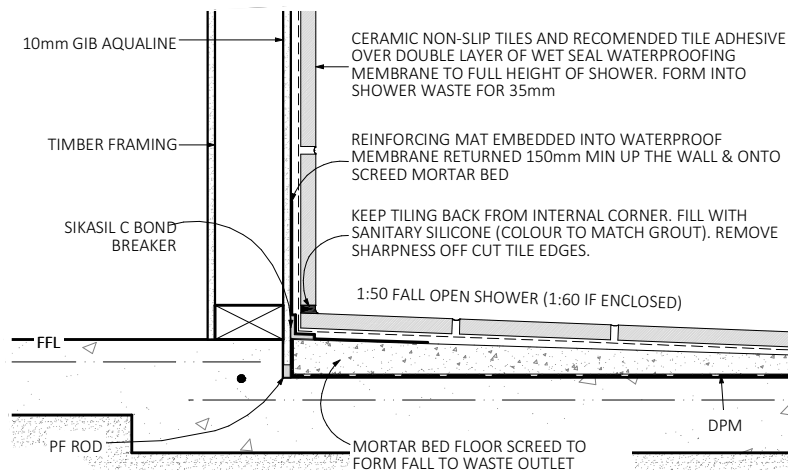 10mm GIB AQUALINE
CERAMIC NON-SLIP TILES AND RECOMENDED TILE ADHESIVE
OVER DOUBLE LAYER OF WET SEAL WATERPROOFING
MEMBRANE TO FULL HEIGHT OF SHOWER. FORM INTO
SHOWER WASTE FOR 35mm
TIMBER FRAMING
REINFORCING MAT EMBEDDED INTO WATERPROOF
MEMBRANE RETURNED 150mm MIN UP THE WALL & ONTO
SCREED MORTAR BED
SIKASIL C BOND
BREAKER
KEEP TILING BACK FROM INTERNAL CORNER. FILL WITH
SANITARY SILICONE (COLOUR TO MATCH GROUT). REMOVE
SHARPNESS OFF CUT TILE EDGES.
1:50 FALL OPEN SHOWER (1:60 IF ENCLOSED)
FFL
DPM
PF ROD
MORTAR BED FLOOR SCREED TO
FORM FALL TO WASTE OUTLET